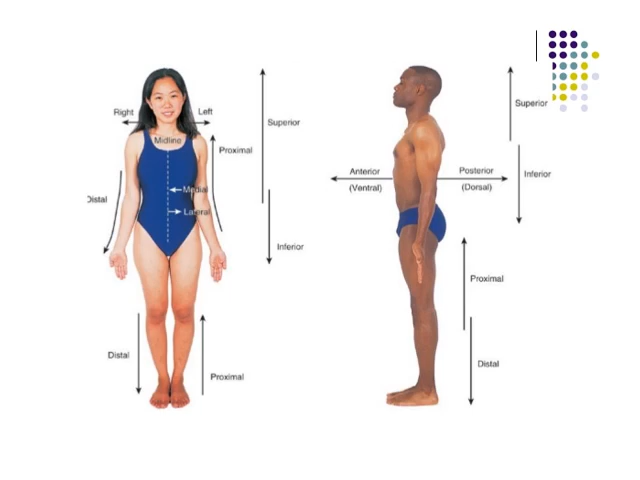 Right
Left
Superior
Midline
Proximal
Medial
Distal
Lateral
Inferior
Distal
Proximal
Superior
Anterior
(Ventral)
Posterior
(Dorsal)
Inferior
Proximal
Distal